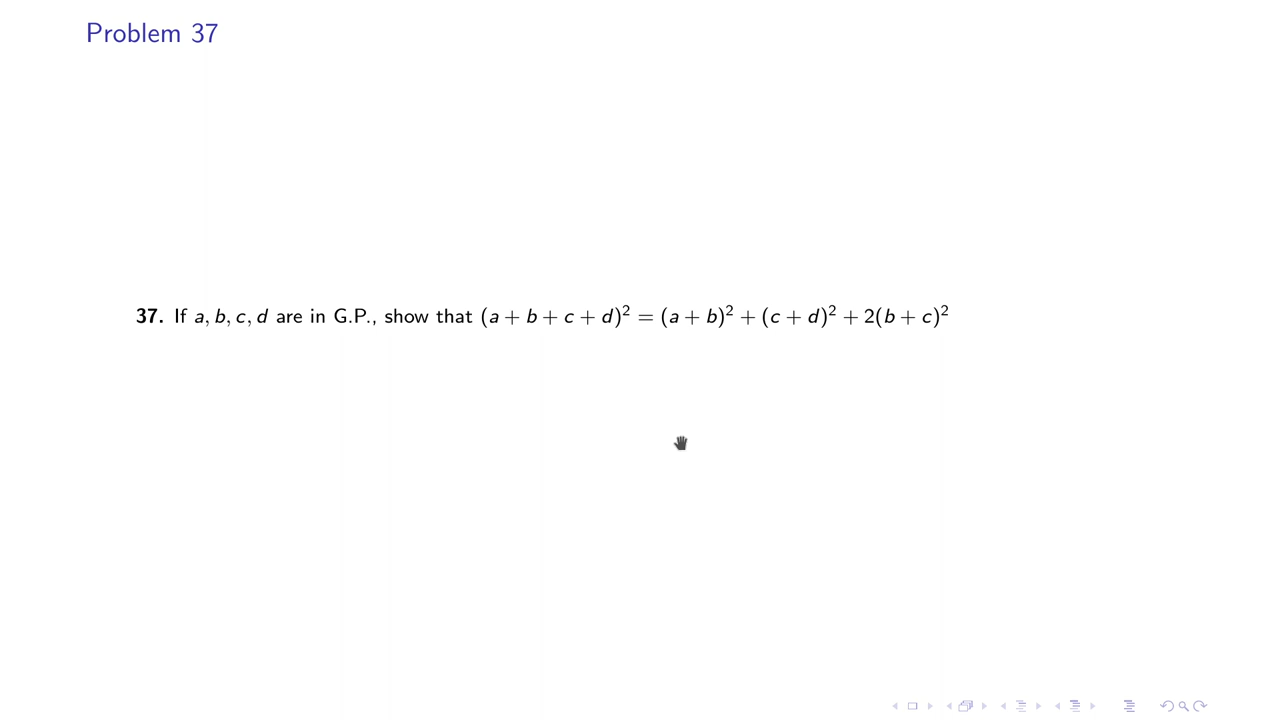 Problem 37
37. If a, b, c, d are in G.P., show that (a + b + c + d)² = (a + b)² + (c + d)² + 2(b + c)²